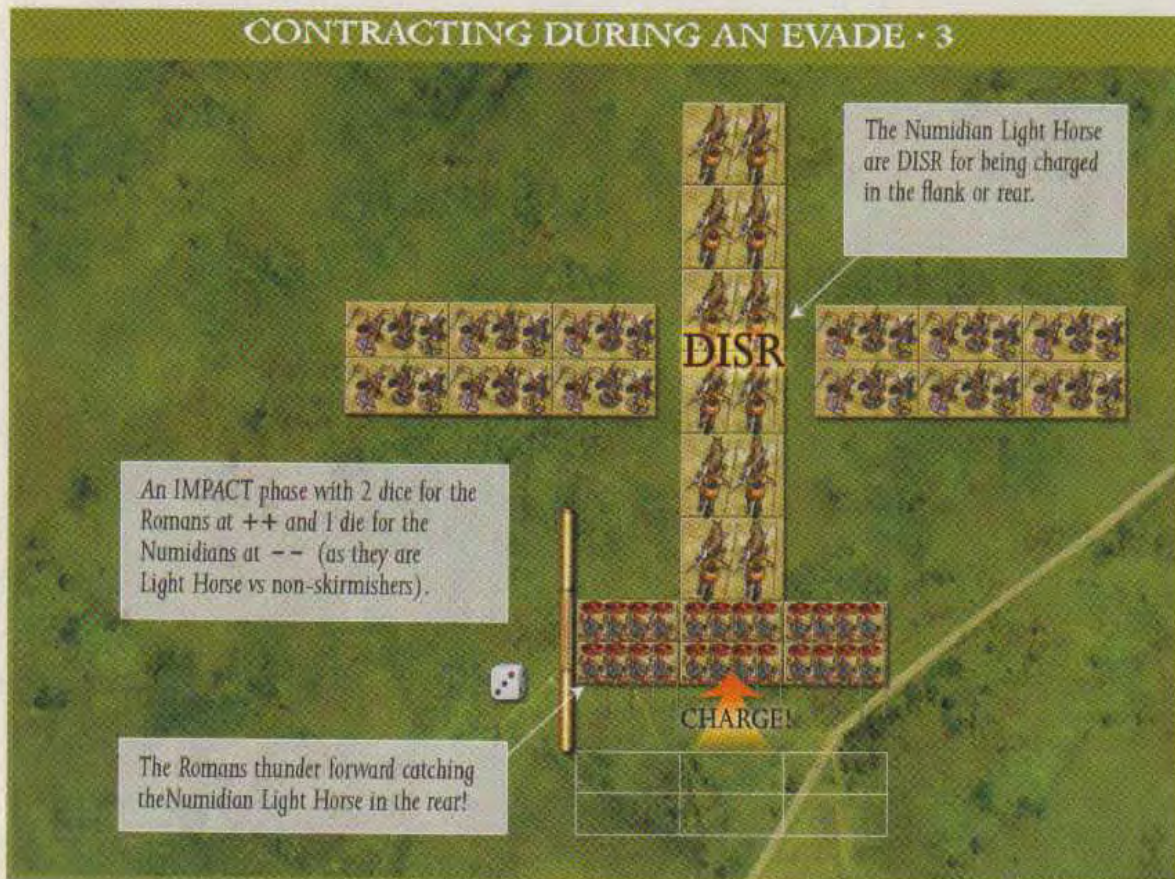 CONTRACTING DURING AN EVADE · 3
The Numidian Light Horse
are DISR for being charged
in the flank or rear.
DISR
An IMPACT phase with 2 dice for the
Romans at ++ and 1 die for the
Numidians at -- (as they are
Light Horse vs non-skirmishers).
CHARGE!
The Romans thunder forward catching
theNumidian Light Horse in the rear!